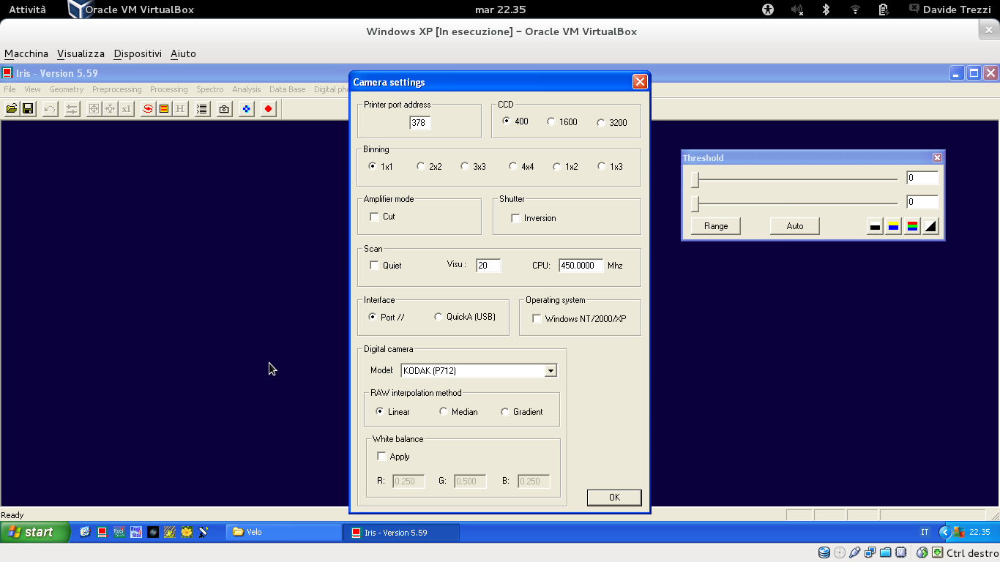 Attività Oracle VM VirtualBox mar 22.35 Davide Trezzi
Windows XP [In esecuzione] - Oracle VM VirtualBox
Macchina Visualizza Dispositivi Aiuto
Iris - Version 5.59
File View Geometry Preprocessing Processing Spectro Analysis Data Base Digital pho
x1 H
Camera settings
Printer port address
378
CCD
400 1600 3200
Binning
1x1 2x2 3x3 4x4 1x2 1x3
Amplifier mode
Cut
Shutter
Inversion
Scan
Quiet Visu : 20 CPU: 450.0000 Mhz
Interface
Port // QuickA (USB)
Operating system
Windows NT/2000/XP
Digital camera
Model: KODAK (P712)
RAW interpolation method
Linear Median Gradient
White balance
Apply
R: 0.250 G: 0.500 B: 0.250
OK
Threshold
0
0
Range Auto
Ready
start Velo Iris - Version 5.59 IT 22.35
Ctrl destro